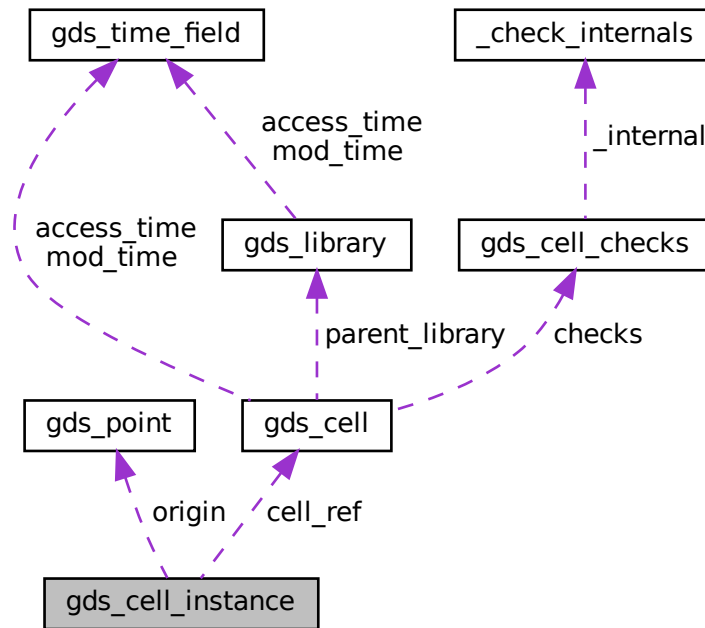 gds_time_field
_check_internals
access_time
mod_time
_internal
access_time
mod_time
gds_library
gds_cell_checks
parent_library
checks
gds_point
gds_cell
origin
cell_ref
gds_cell_instance